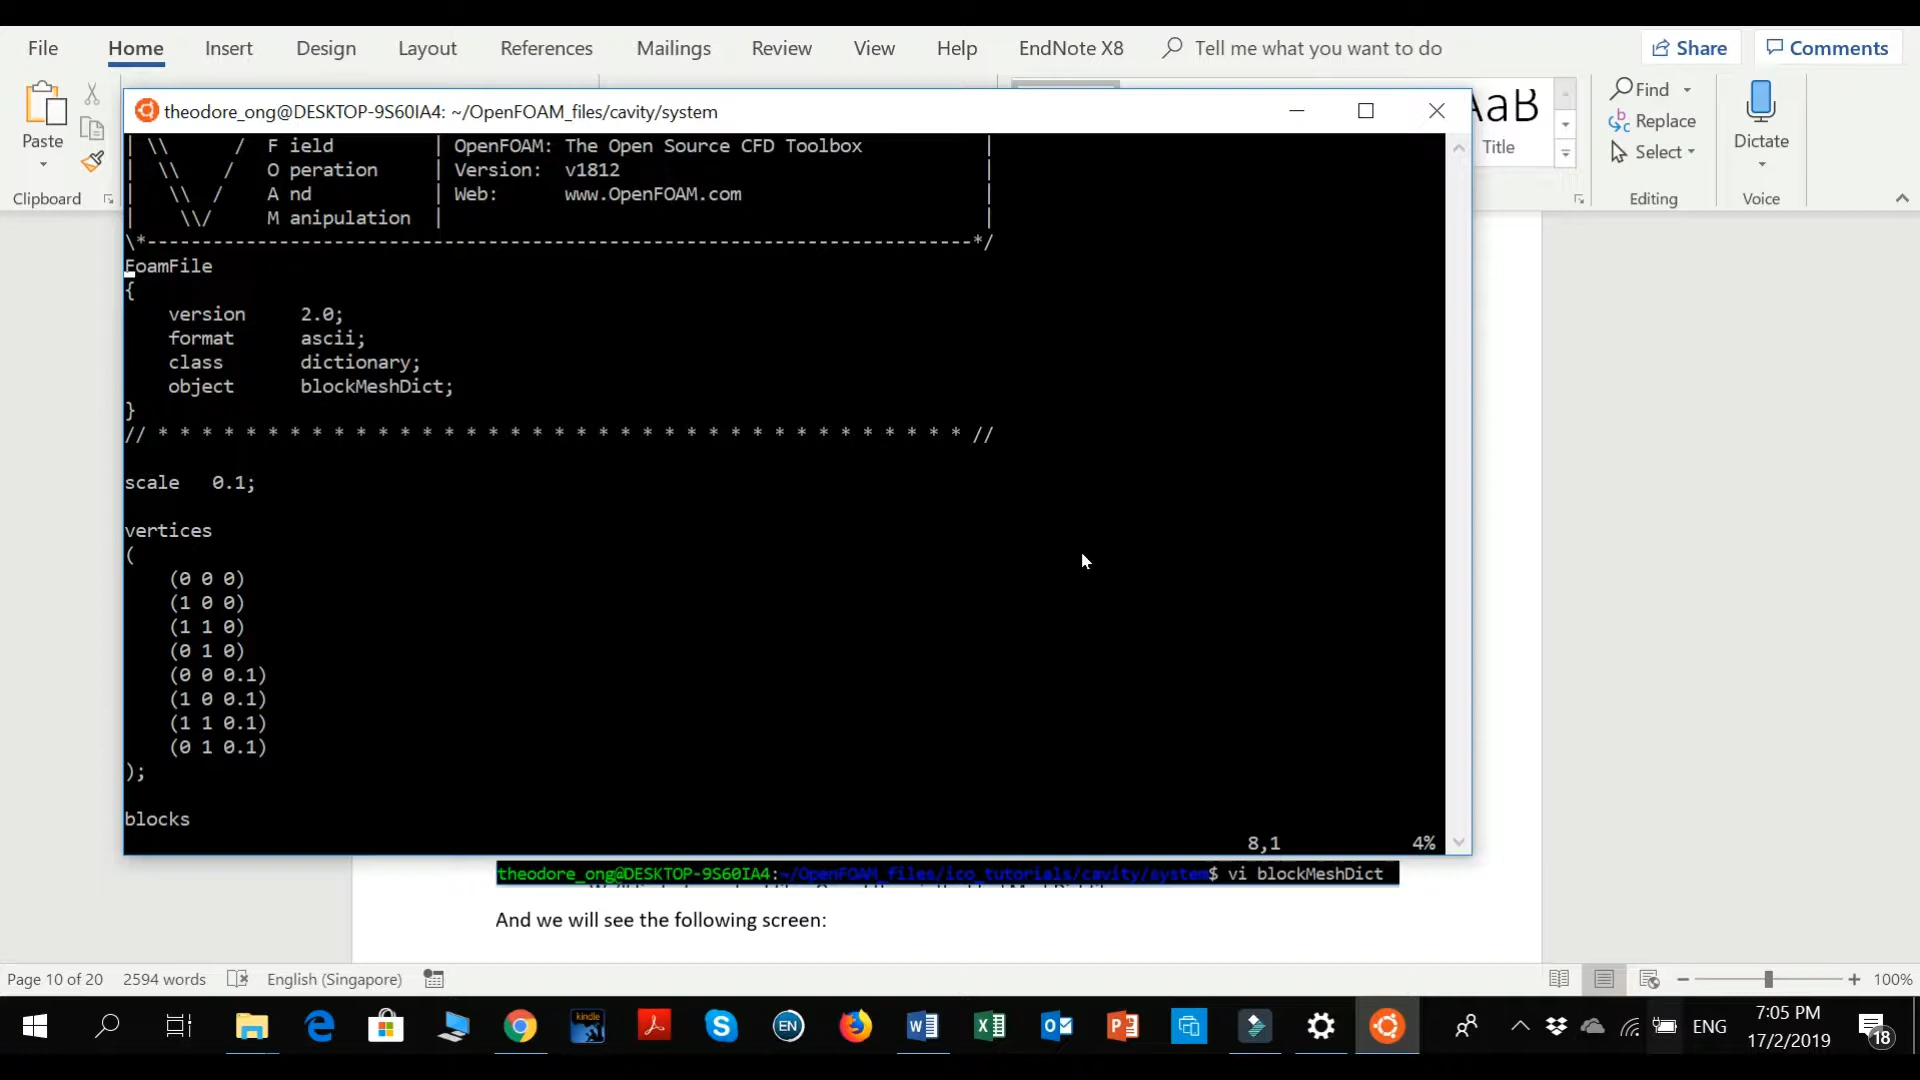 File Home Insert Design Layout References Mailings Review View Help EndNote X8 Tell me what you want to do Share Comments
Paste
Clipboard
AaB
Title
Find
Replace
Select
Editing
Dictate
Voice
theodore_ong@DESKTOP-9S60IA4: ~/OpenFOAM_files/cavity/system
| \\ / F ield | OpenFOAM: The Open Source CFD Toolbox |
| \\ / O peration | Version: v1812 |
| \\ / A nd | Web: www.OpenFOAM.com |
| \\/ M anipulation | |
\*---------------------------------------------------------------------------*/
FoamFile
{
version 2.0;
format ascii;
class dictionary;
object blockMeshDict;
}
// * * * * * * * * * * * * * * * * * * * * * * * * * * * * * * * * * * * * * //
scale 0.1;
vertices
(
(0 0 0)
(1 0 0)
(1 1 0)
(0 1 0)
(0 0 0.1)
(1 0 0.1)
(1 1 0.1)
(0 1 0.1)
);
blocks
8,1 4%
theodore_ong@DESKTOP-9S60IA4:~/OpenFOAM_files/ico_tutorials/cavity/system$ vi blockMeshDict
And we will see the following screen:
Page 10 of 20 2594 words English (Singapore) 100%
kindle
EN
ENG
7:05 PM
17/2/2019
18